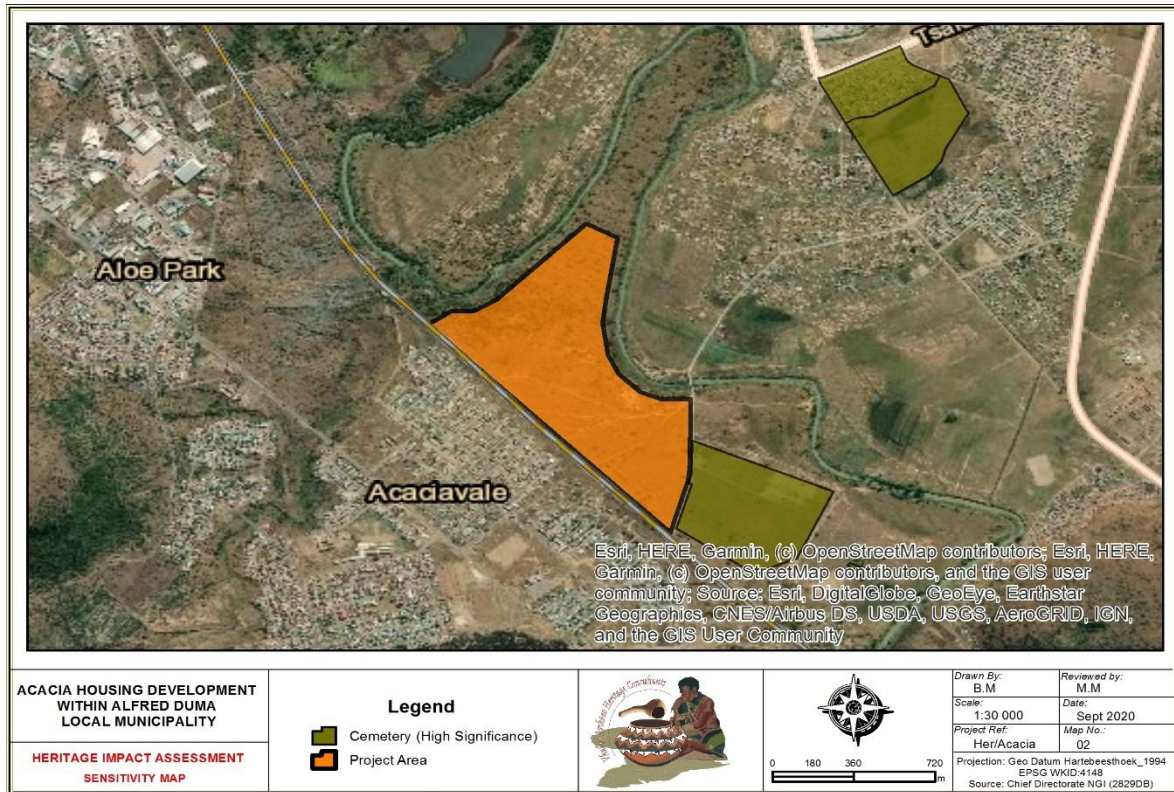 Tsa
Aloe Park
Acaciavale
Esri, HERE, Garmin, (c) OpenStreetMap contributors; Esri, HERE,
Garmin, (c) OpenStreetMap contributors, and the GIS user
community; Source: Esri, DigitalGlobe, GeoEye, Earthstar
Geographics, CNES/Airbus DS, USDA, USGS, AeroGRID, IGN,
and the GIS User Community
ACACIA HOUSING DEVELOPMENT
WITHIN ALFRED DUMA
LOCAL MUNICIPALITY
HERITAGE IMPACT ASSESSMENT
SENSITIVITY MAP
Legend
Cemetery (High Significance)
Project Area
Heritage Consultants
0 180 360 720
m
Drawn By:
B.M
Reviewed by:
M.M
Scale:
1:30 000
Date:
Sept 2020
Project Ref:
Her/Acacia
Map No.:
02
Projection: Geo Datum Hartebeesthoek_1994
EPSG WKID:4148
Source: Chief Directorate NGI (2829DB)